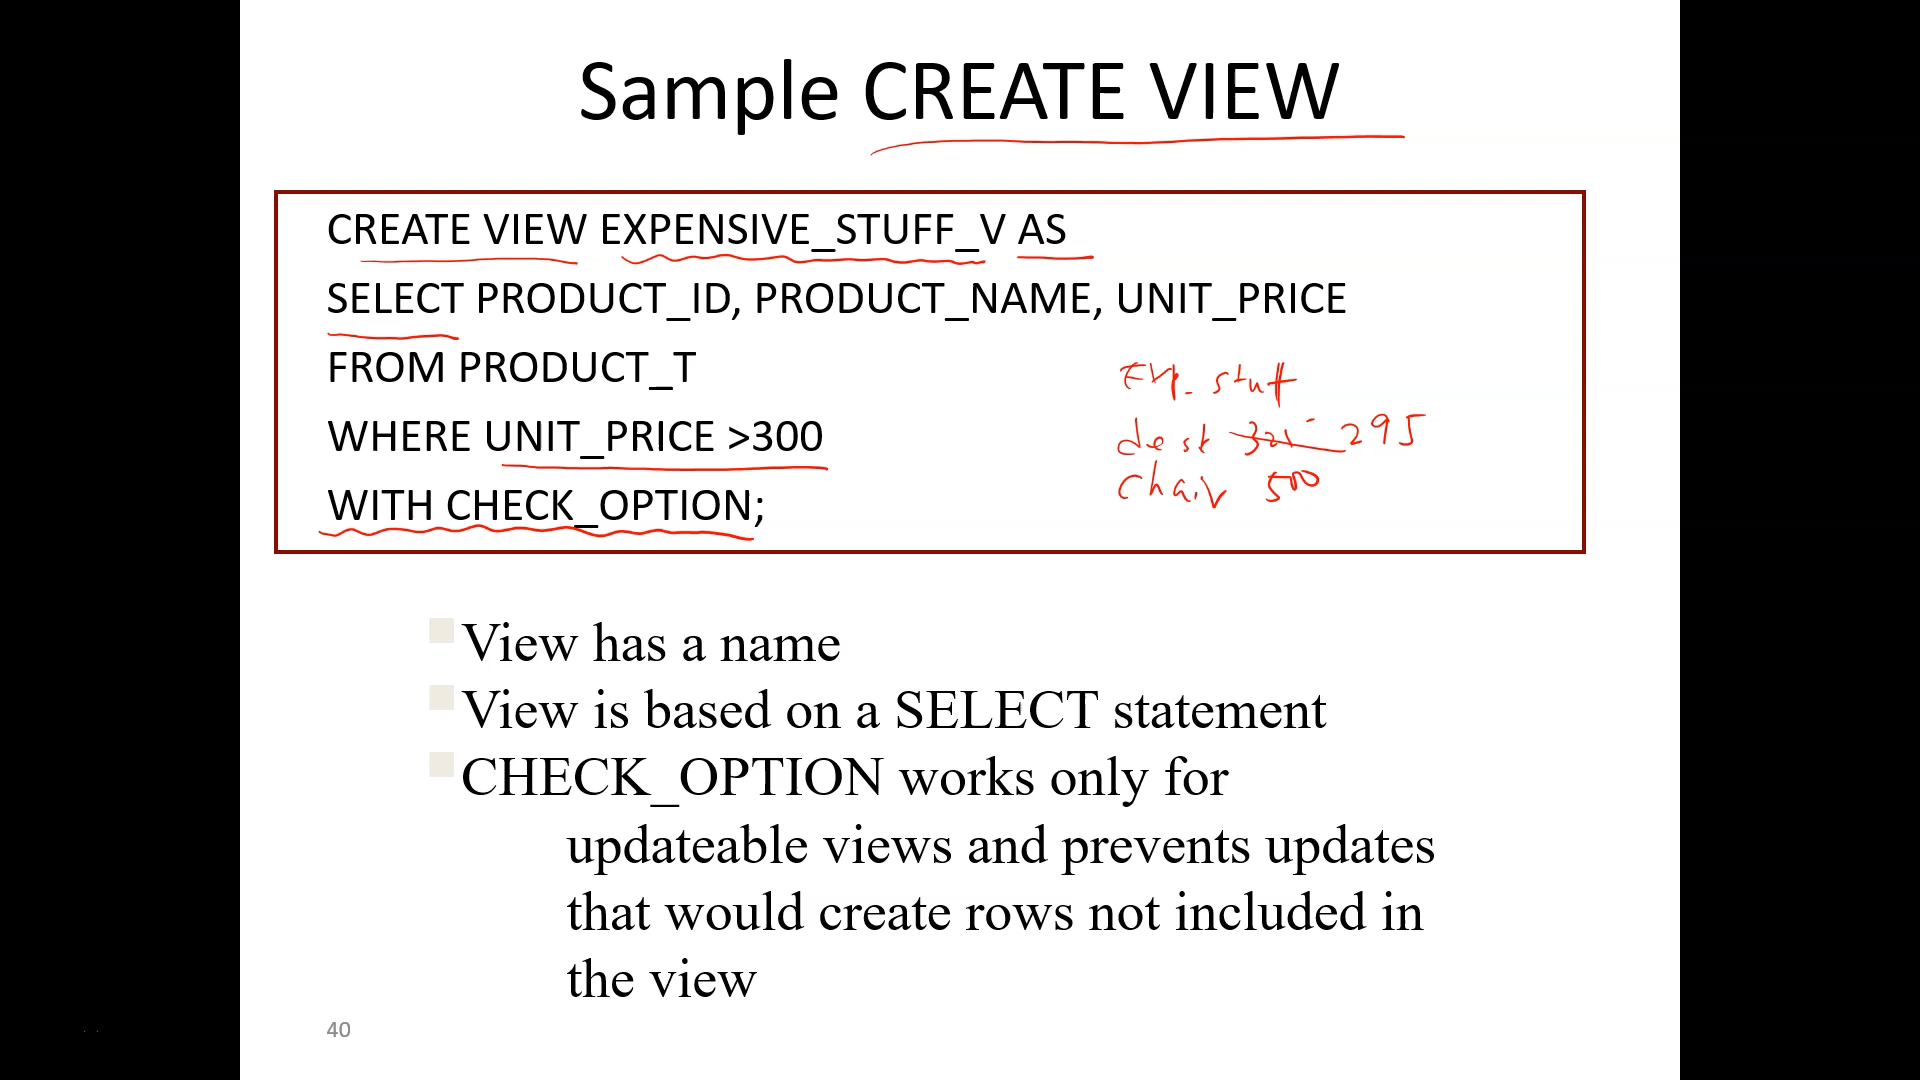 Sample CREATE VIEW
CREATE VIEW EXPENSIVE_STUFF_V AS
SELECT PRODUCT_ID, PRODUCT_NAME, UNIT_PRICE
FROM PRODUCT_T
WHERE UNIT_PRICE >300
WITH CHECK_OPTION;
Exp. stuff
295
chair 500
View has a name
View is based on a SELECT statement
CHECK_OPTION works only for
updateable views and prevents updates
that would create rows not included in
the view
40